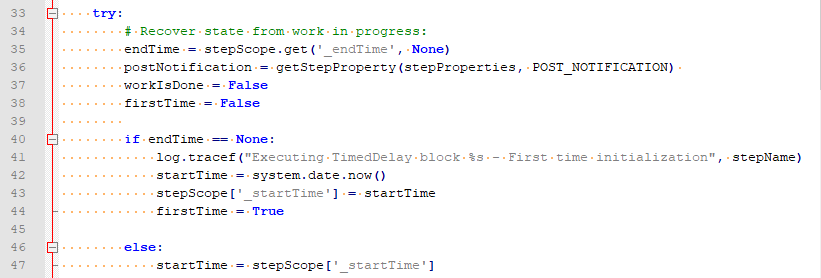 33     try:
34         # Recover state from work in progress:
35         endTime = stepScope.get('_endTime', None)
36         postNotification = getStepProperty(stepProperties, POST_NOTIFICATION)
37         workIsDone = False
38         firstTime = False
39
40         if endTime == None:
41             log.tracef("Executing TimedDelay block %s - First time initialization", stepName)
42             startTime = system.date.now()
43             stepScope['_startTime'] = startTime
44             firstTime = True
45
46         else:
47             startTime = stepScope['_startTime']